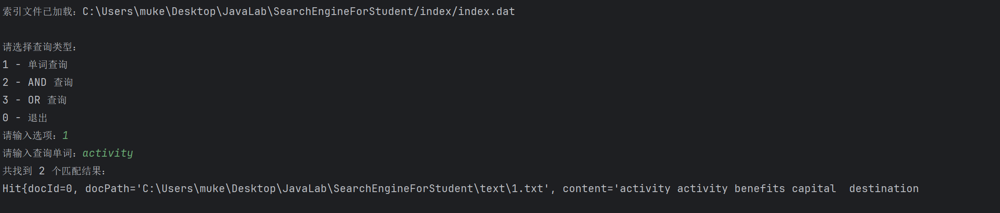 索引文件已加载：C:\Users\muke\Desktop\JavaLab\SearchEngineForStudent/index/index.dat
请选择查询类型：
1 - 单词查询
2 - AND 查询
3 - OR 查询
0 - 退出
请输入选项：1
请输入查询单词：activity
共找到 2 个匹配结果：
Hit{docId=0, docPath='C:\Users\muke\Desktop\JavaLab\SearchEngineForStudent\text\1.txt', content='activity activity benefits capital  destination